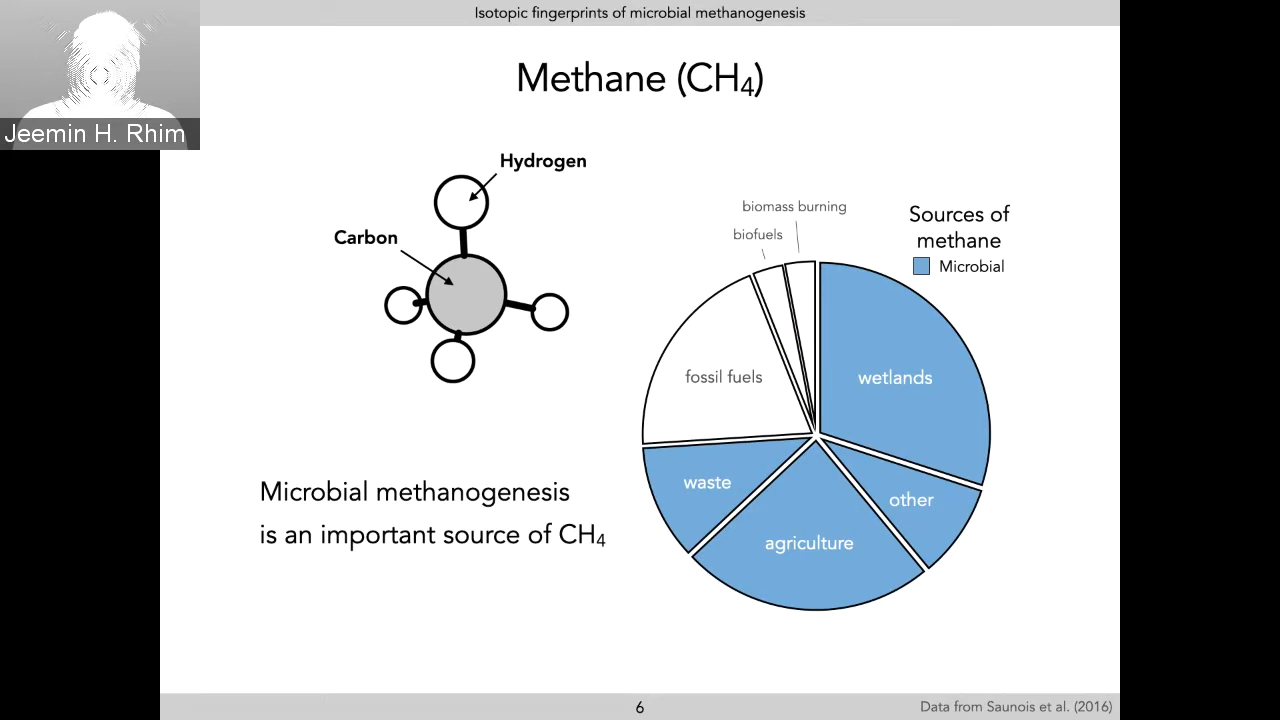 Isotopic fingerprints of microbial methanogenesis
Jeemin H. Rhim
Methane (CH₄)
Hydrogen
Carbon
Microbial methanogenesis
is an important source of CH₄
Sources of
methane
Microbial
biomass burning
biofuels
fossil fuels
wetlands
waste
other
agriculture
6
Data from Saunois et al. (2016)